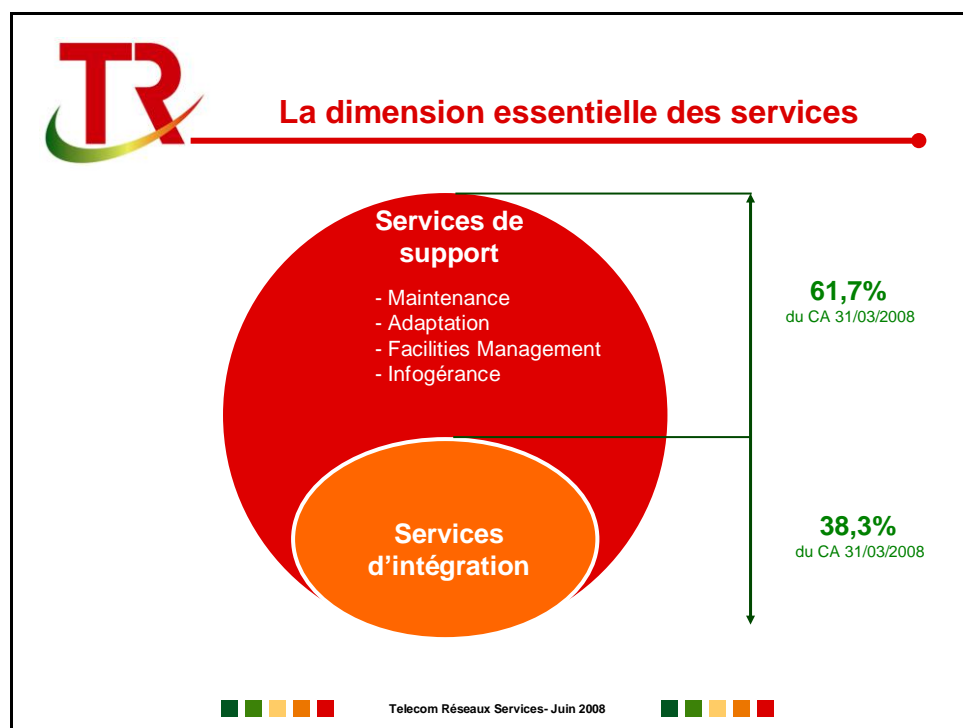 TR
La dimension essentielle des services
Services de
support
- Maintenance
- Adaptation
- Facilities Management
- Infogérance
61,7%
du CA 31/03/2008
Services
d’intégration
38,3%
du CA 31/03/2008
Telecom Réseaux Services- Juin 2008